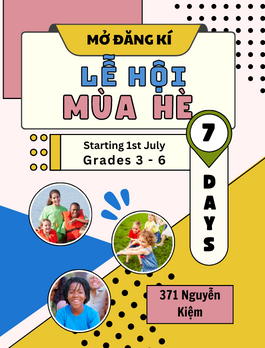 MỞ ĐĂNG KÍ
LỄ HỘI
MÙA HÈ
Starting 1st July
Grades 3 - 6
7
DAYS
371 Nguyễn
Kiệm